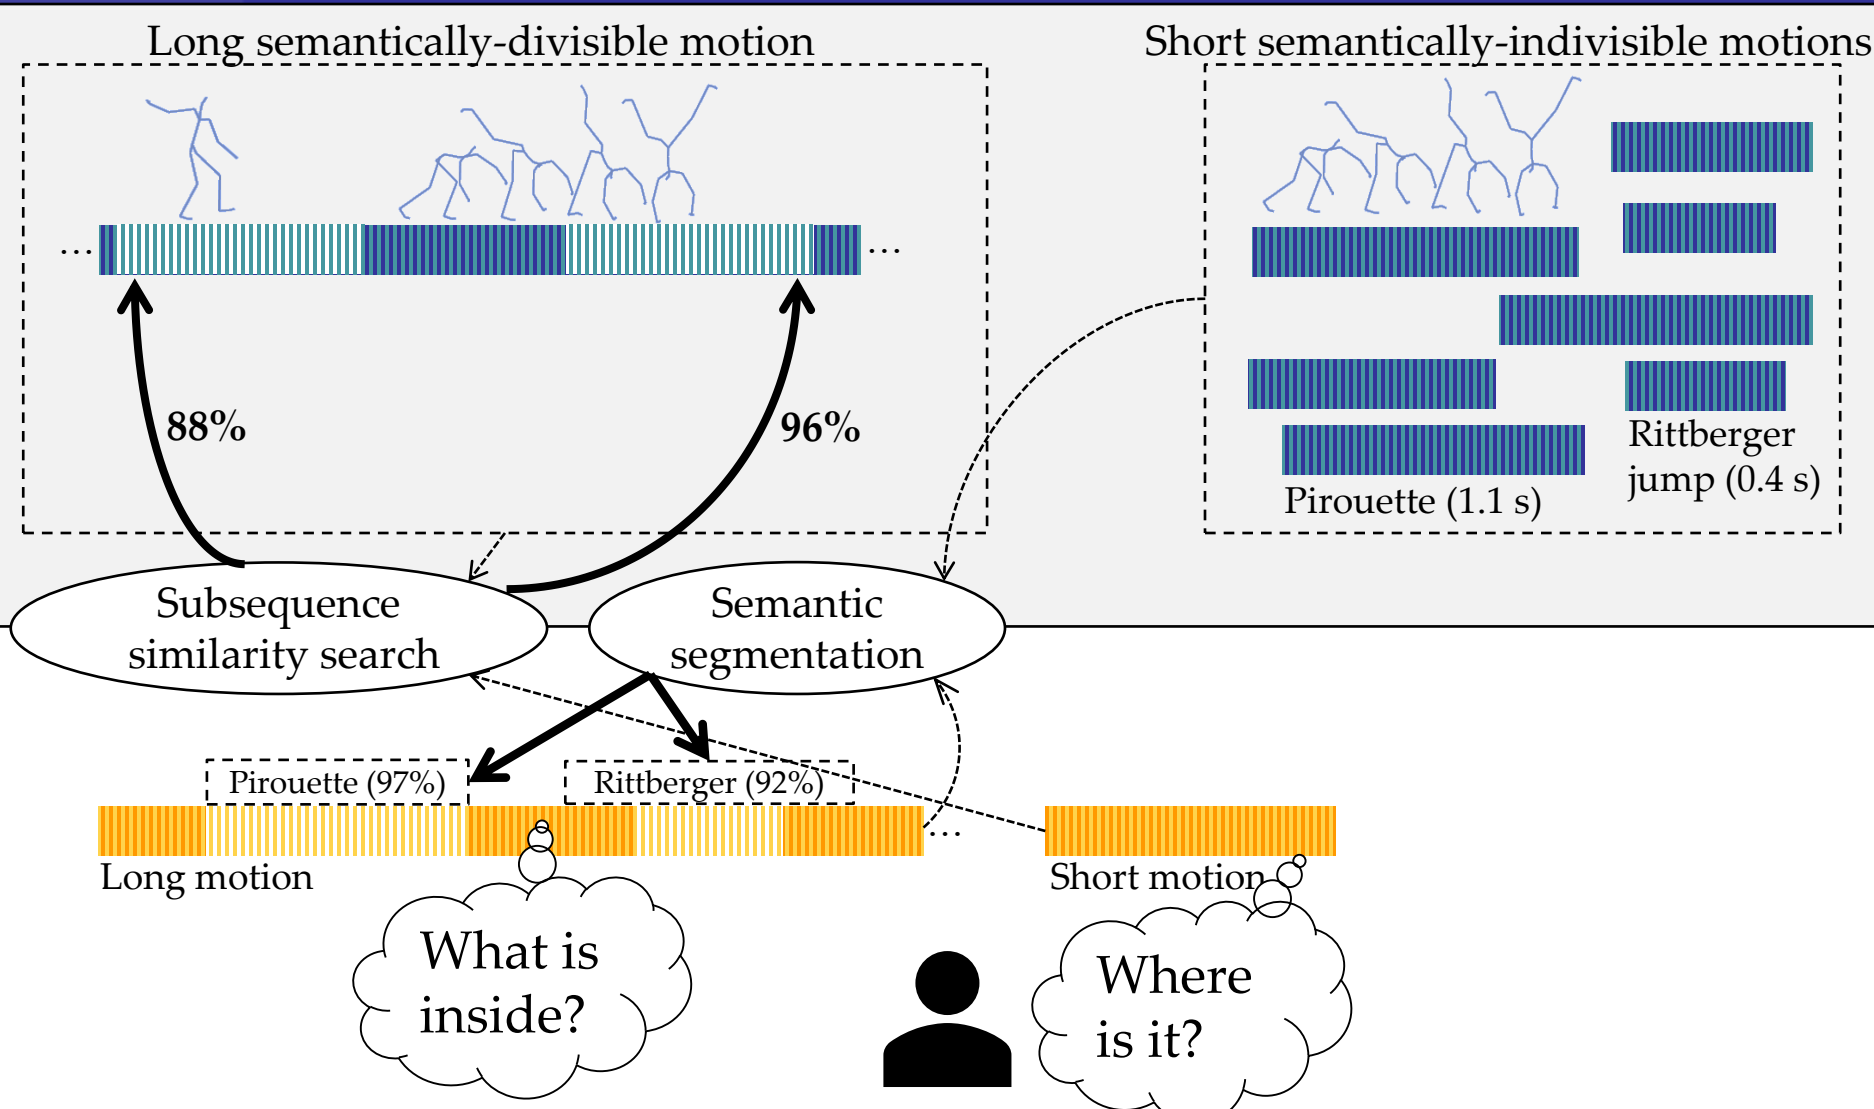 Long semantically-divisible motion
Short semantically-indivisible motions
...
...
88%
96%
Rittberger
jump (0.4 s)
Pirouette (1.1 s)
Subsequence
similarity search
Semantic
segmentation
Pirouette (97%)
Rittberger (92%)
...
Long motion
Short motion
What is
inside?
Where
is it?